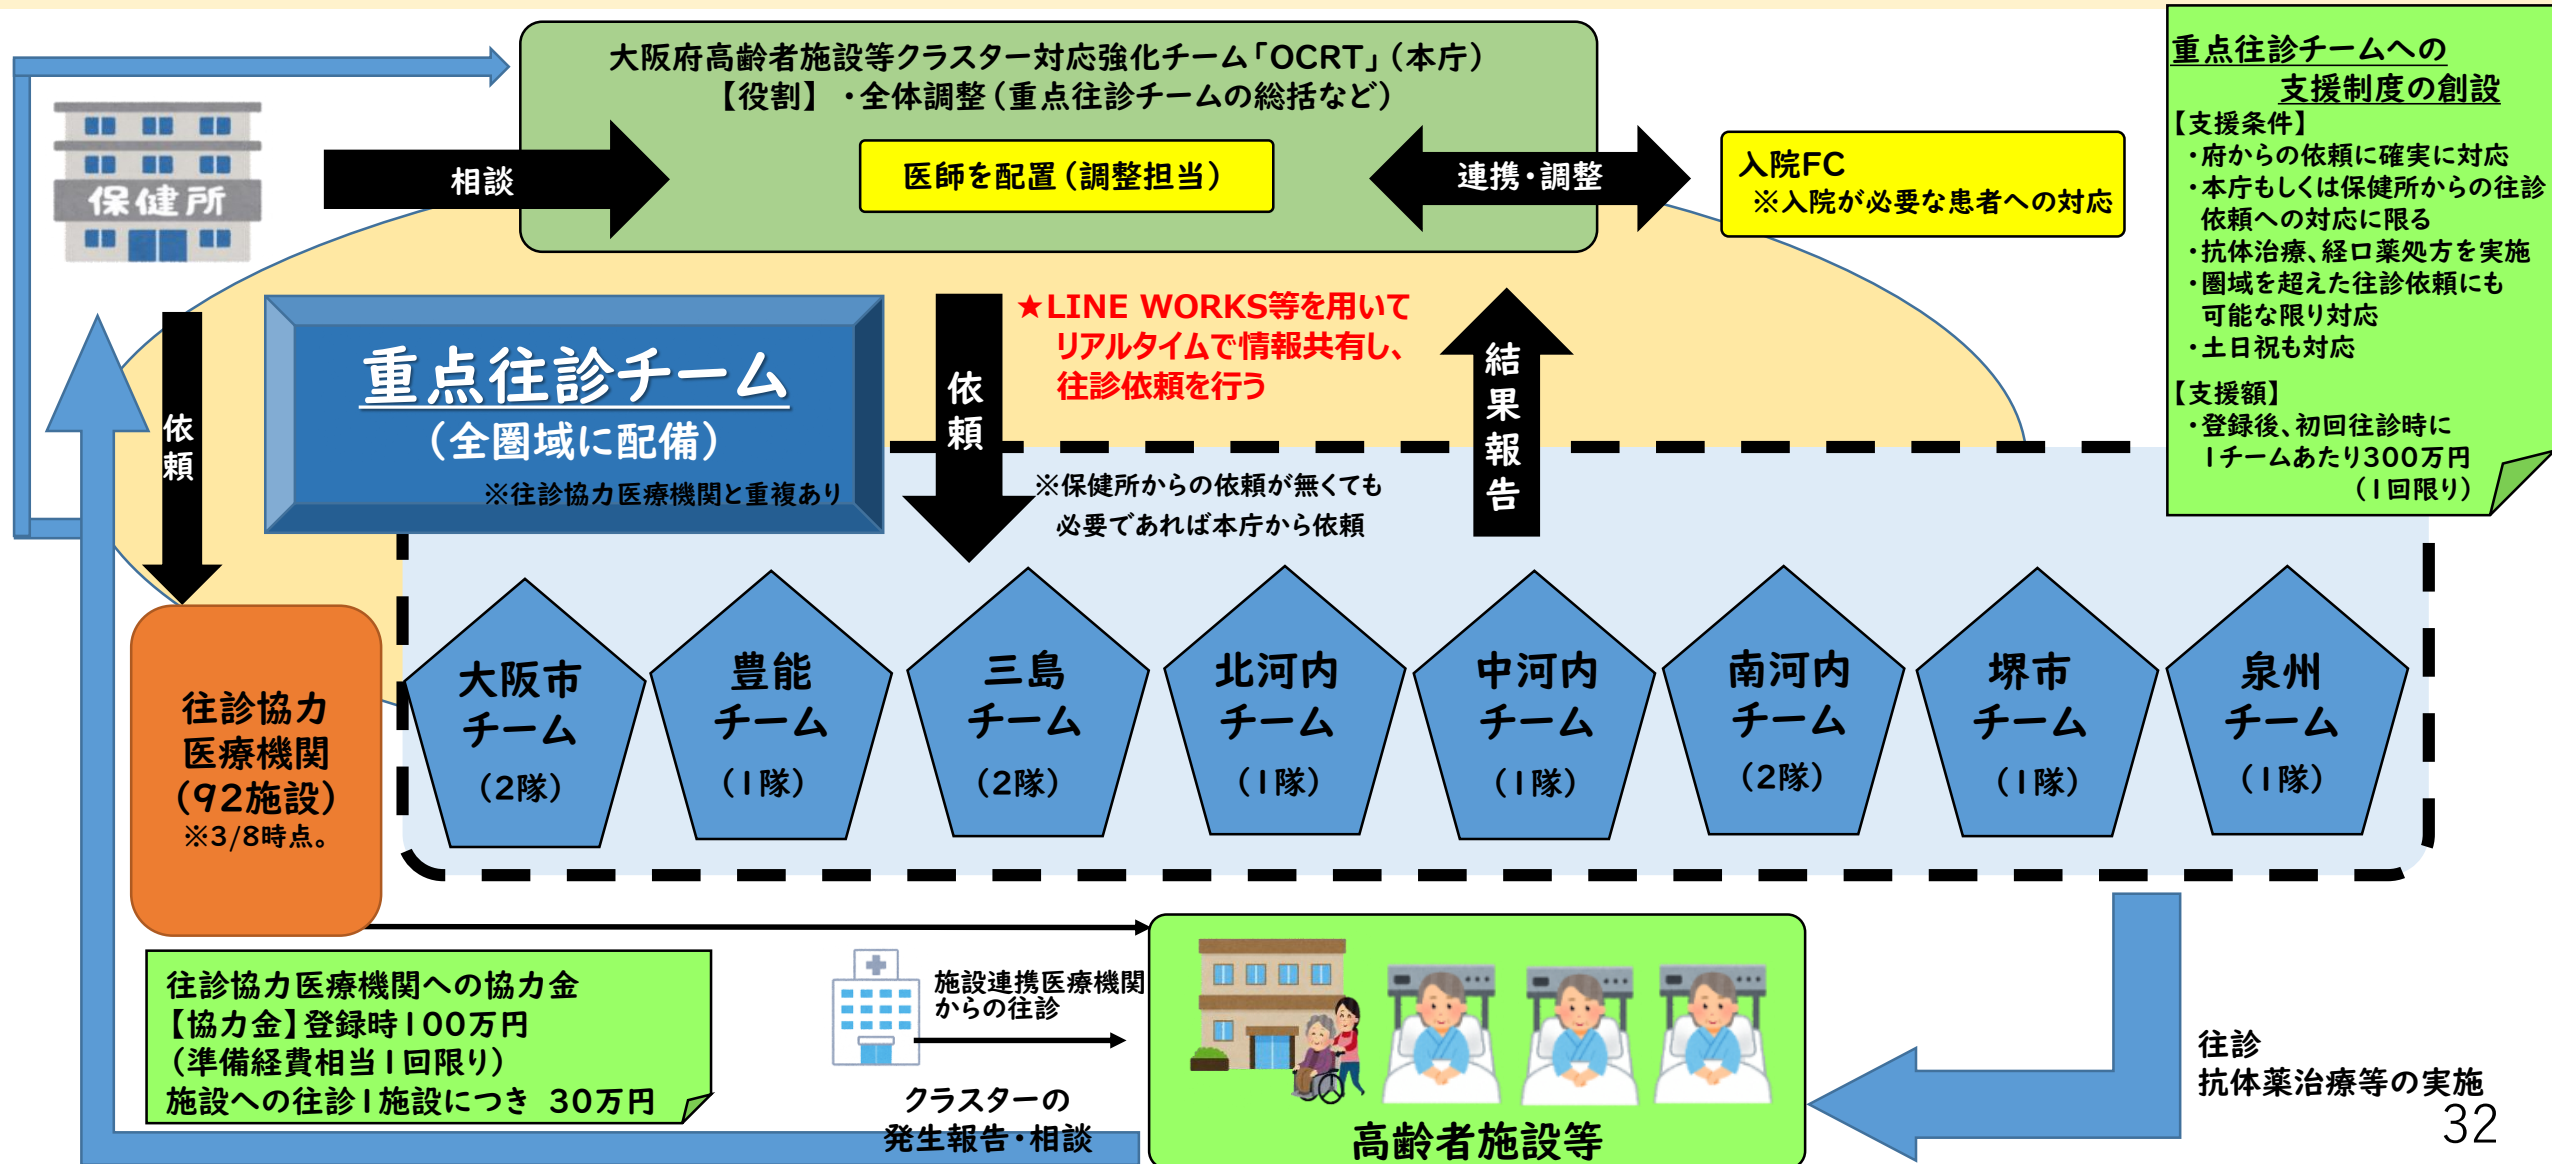 大阪府高齢者施設等クラスター対応強化チーム「OCRT」(本庁)
【役割】・全体調整(重点往診チームの総括など)
保健所
相談
医師を配置(調整担当)
連携・調整
入院FC
※入院が必要な患者への対応
重点往診チームへの
支援制度の創設
【支援条件】
・府からの依頼に確実に対応
・本庁もしくは保健所からの往診
依頼への対応に限る
・抗体治療、経口薬処方を実施
・圏域を超えた往診依頼にも
可能な限り対応
・土日祝も対応
【支援額】
・登録後、初回往診時に
1チームあたり300万円
(1回限り)
依頼
重点往診チーム
(全圏域に配備)
※往診協力医療機関と重複あり
依頼
★LINE WORKS等を用いて
リアルタイムで情報共有し、
往診依頼を行う
※保健所からの依頼が無くても
必要であれば本庁から依頼
結果報告
往診協力
医療機関
(92施設)
※3/8時点。
大阪市
チーム
(2隊)
豊能
チーム
(1隊)
三島
チーム
(2隊)
北河内
チーム
(1隊)
中河内
チーム
(1隊)
南河内
チーム
(2隊)
堺市
チーム
(1隊)
泉州
チーム
(1隊)
往診協力医療機関への協力金
【協力金】登録時100万円
(準備経費相当1回限り)
施設への往診1施設につき 30万円
施設連携医療機関
からの往診
クラスターの
発生報告・相談
高齢者施設等
往診
抗体薬治療等の実施
32